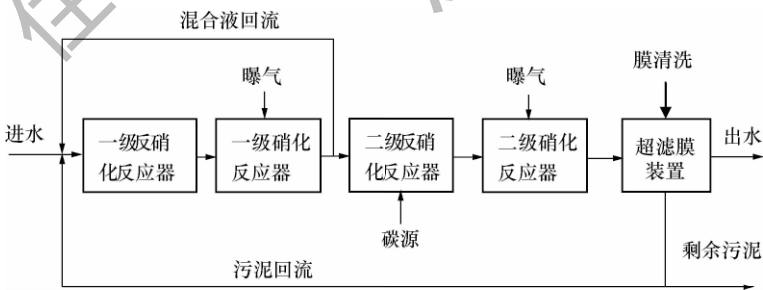 住
混合液回流
曝气
曝气
膜清洗
进水
一级反硝
化反应器
一级硝化
反应器
二级反硝
化反应器
二级硝化
反应器
超滤膜
装置
出水
碳源
剩余污泥
污泥回流